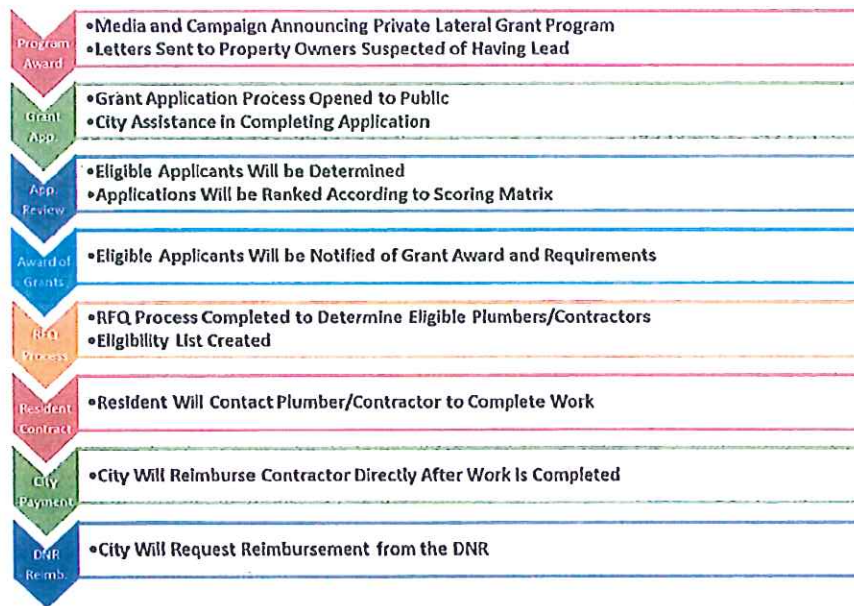 Program
Award
•Media and Campaign Announcing Private Lateral Grant Program
•Letters Sent to Property Owners Suspected of Having Lead
Grant
App.
•Grant Application Process Opened to Public
•City Assistance in Completing Application
App.
Review
•Eligible Applicants Will be Determined
•Applications Will be Ranked According to Scoring Matrix
Award of
Grants
•Eligible Applicants Will be Notified of Grant Award and Requirements
RFQ
Process
•RFQ Process Completed to Determine Eligible Plumbers/Contractors
•Eligibility List Created
Resident
Contract
•Resident Will Contact Plumber/Contractor to Complete Work
City
Payment
•City Will Reimburse Contractor Directly After Work Is Completed
DNR
Reimb.
•City Will Request Reimbursement from the DNR